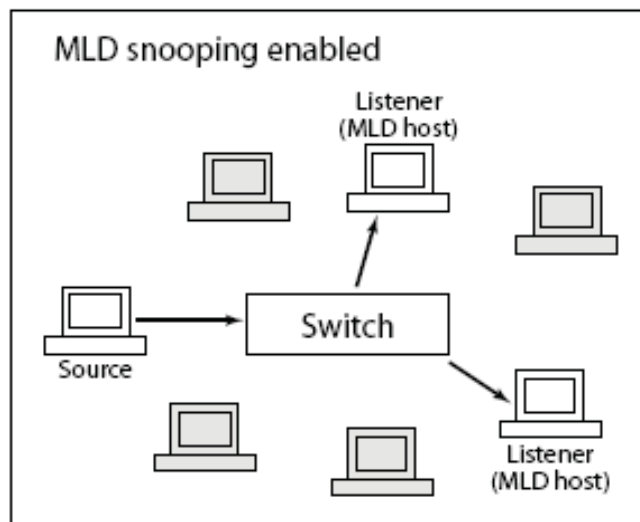 MLD snooping enabled
Listener
(MLD host)
Switch
Source
Listener
(MLD host)